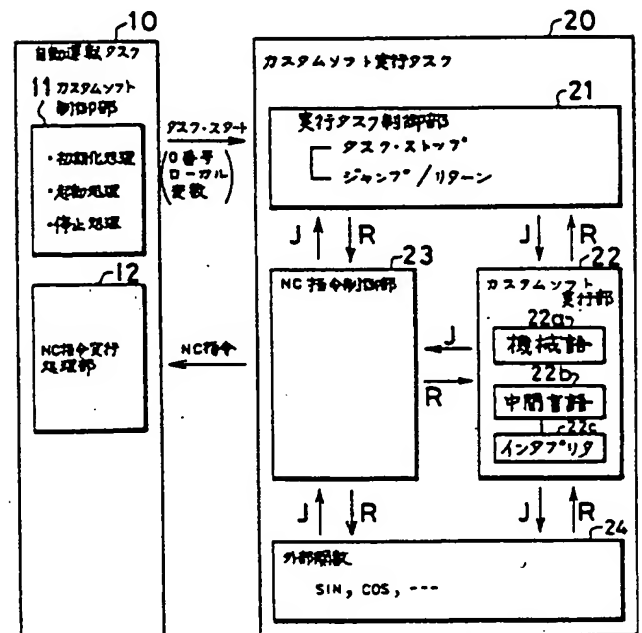 10
自動運転タスク
11 カスタムソフト
制御部
・初期化処理
・起動処理
・停止処理
12
NC指令実行
処理部
タスク・スタート
(O番号
ローカル
変数)
NC指令
20
カスタムソフト実行タスク
21
実行タスク制御部
タスク・ストップ
ジャンプ/リターン
J R
J R
23
NC指令制御部
22
カスタムソフト
実行部
22a
機械語
22b
中間言語
22c
インタプリタ
J
R
J R
J R
24
外部関数
SIN, COS, ---